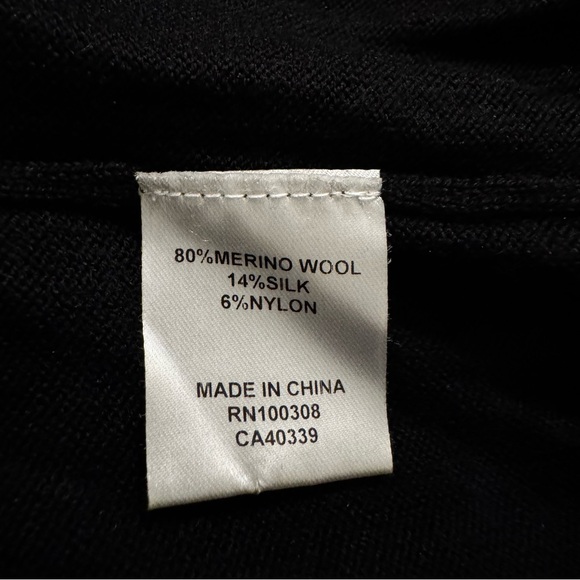 80%MERINO WOOL
14%SILK
6%NYLON
MADE IN CHINA
RN100308
CA40339